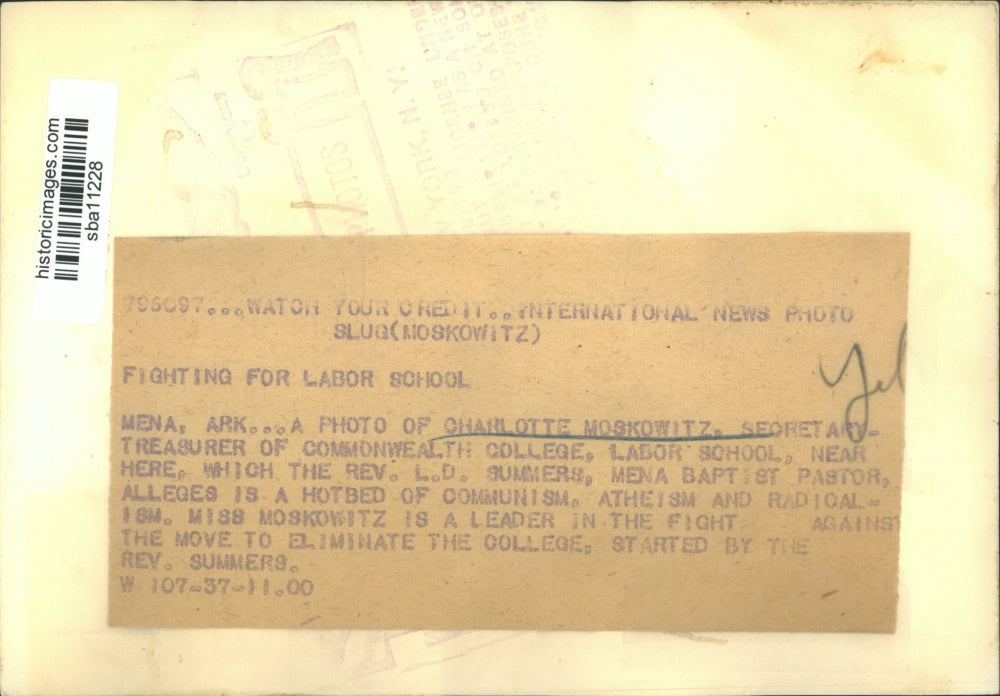 historicimages.com
sba11228
PHOTOS
YORK, N. Y.
796097...WATCH YOUR CREDIT..INTERNATIONAL NEWS PHOTO
SLUG(MOSKOWITZ)
FIGHTING FOR LABOR SCHOOL
MENA, ARK...A PHOTO OF CHARLOTTE MOSKOWITZ, SECRETARY-
TREASURER OF COMMONWEALTH COLLEGE, LABOR SCHOOL, NEAR
HERE, WHICH THE REV. L.D. SUMMERS, MENA BAPTIST PASTOR,
ALLEGES IS A HOTBED OF COMMUNISM, ATHEISM AND RADICAL-
ISM. MISS MOSKOWITZ IS A LEADER IN THE FIGHT AGAINST
THE MOVE TO ELIMINATE THE COLLEGE, STARTED BY THE
REV. SUMMERS.
W 107-37-11.00